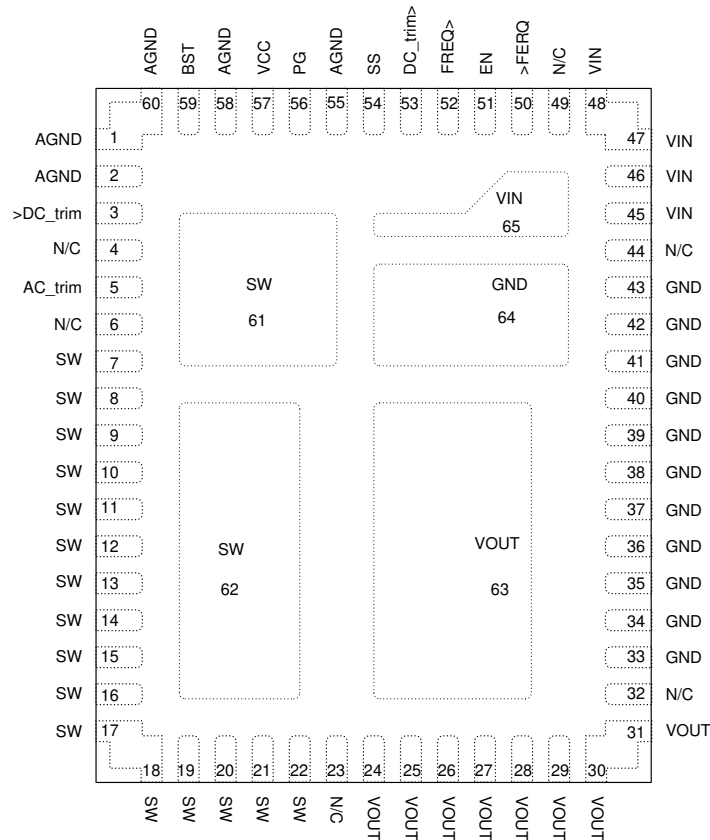 AGND BST AGND VCC PG AGND SS DC_trim> FREQ> EN >FERQ N/C VIN
60 59 58 57 56 55 54 53 52 51 50 49 48
AGND 1 47 VIN
AGND 2 46 VIN
>DC_trim 3 45 VIN
N/C 4 44 N/C
AC_trim 5 43 GND
N/C 6 42 GND
SW 7 41 GND
SW 8 40 GND
SW 9 39 GND
SW 10 38 GND
SW 11 37 GND
SW 12 36 GND
SW 13 35 GND
SW 14 34 GND
SW 15 33 GND
SW 16 32 N/C
SW 17 31 VOUT
VIN
65
SW
61
GND
64
SW
62
VOUT
63
18 19 20 21 22 23 24 25 26 27 28 29 30
SW SW SW SW SW N/C VOUT VOUT VOUT VOUT VOUT VOUT VOUT